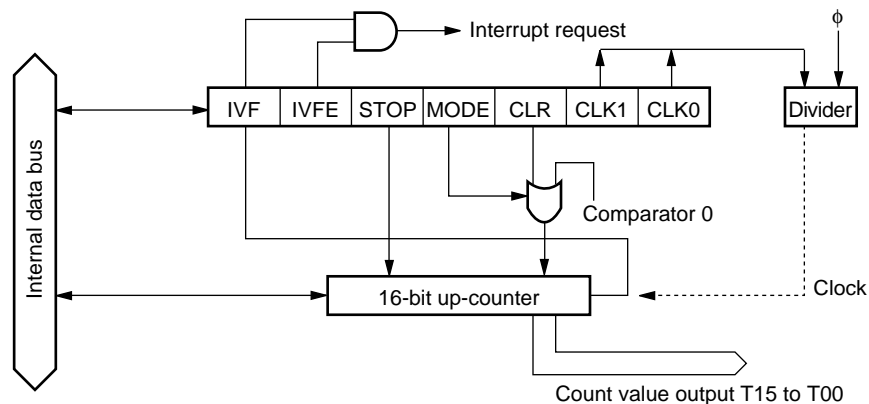 ϕ
Interrupt request
IVF IVFE STOP MODE CLR CLK1 CLK0
Divider
Internal data bus
Comparator 0
16-bit up-counter
Clock
Count value output T15 to T00